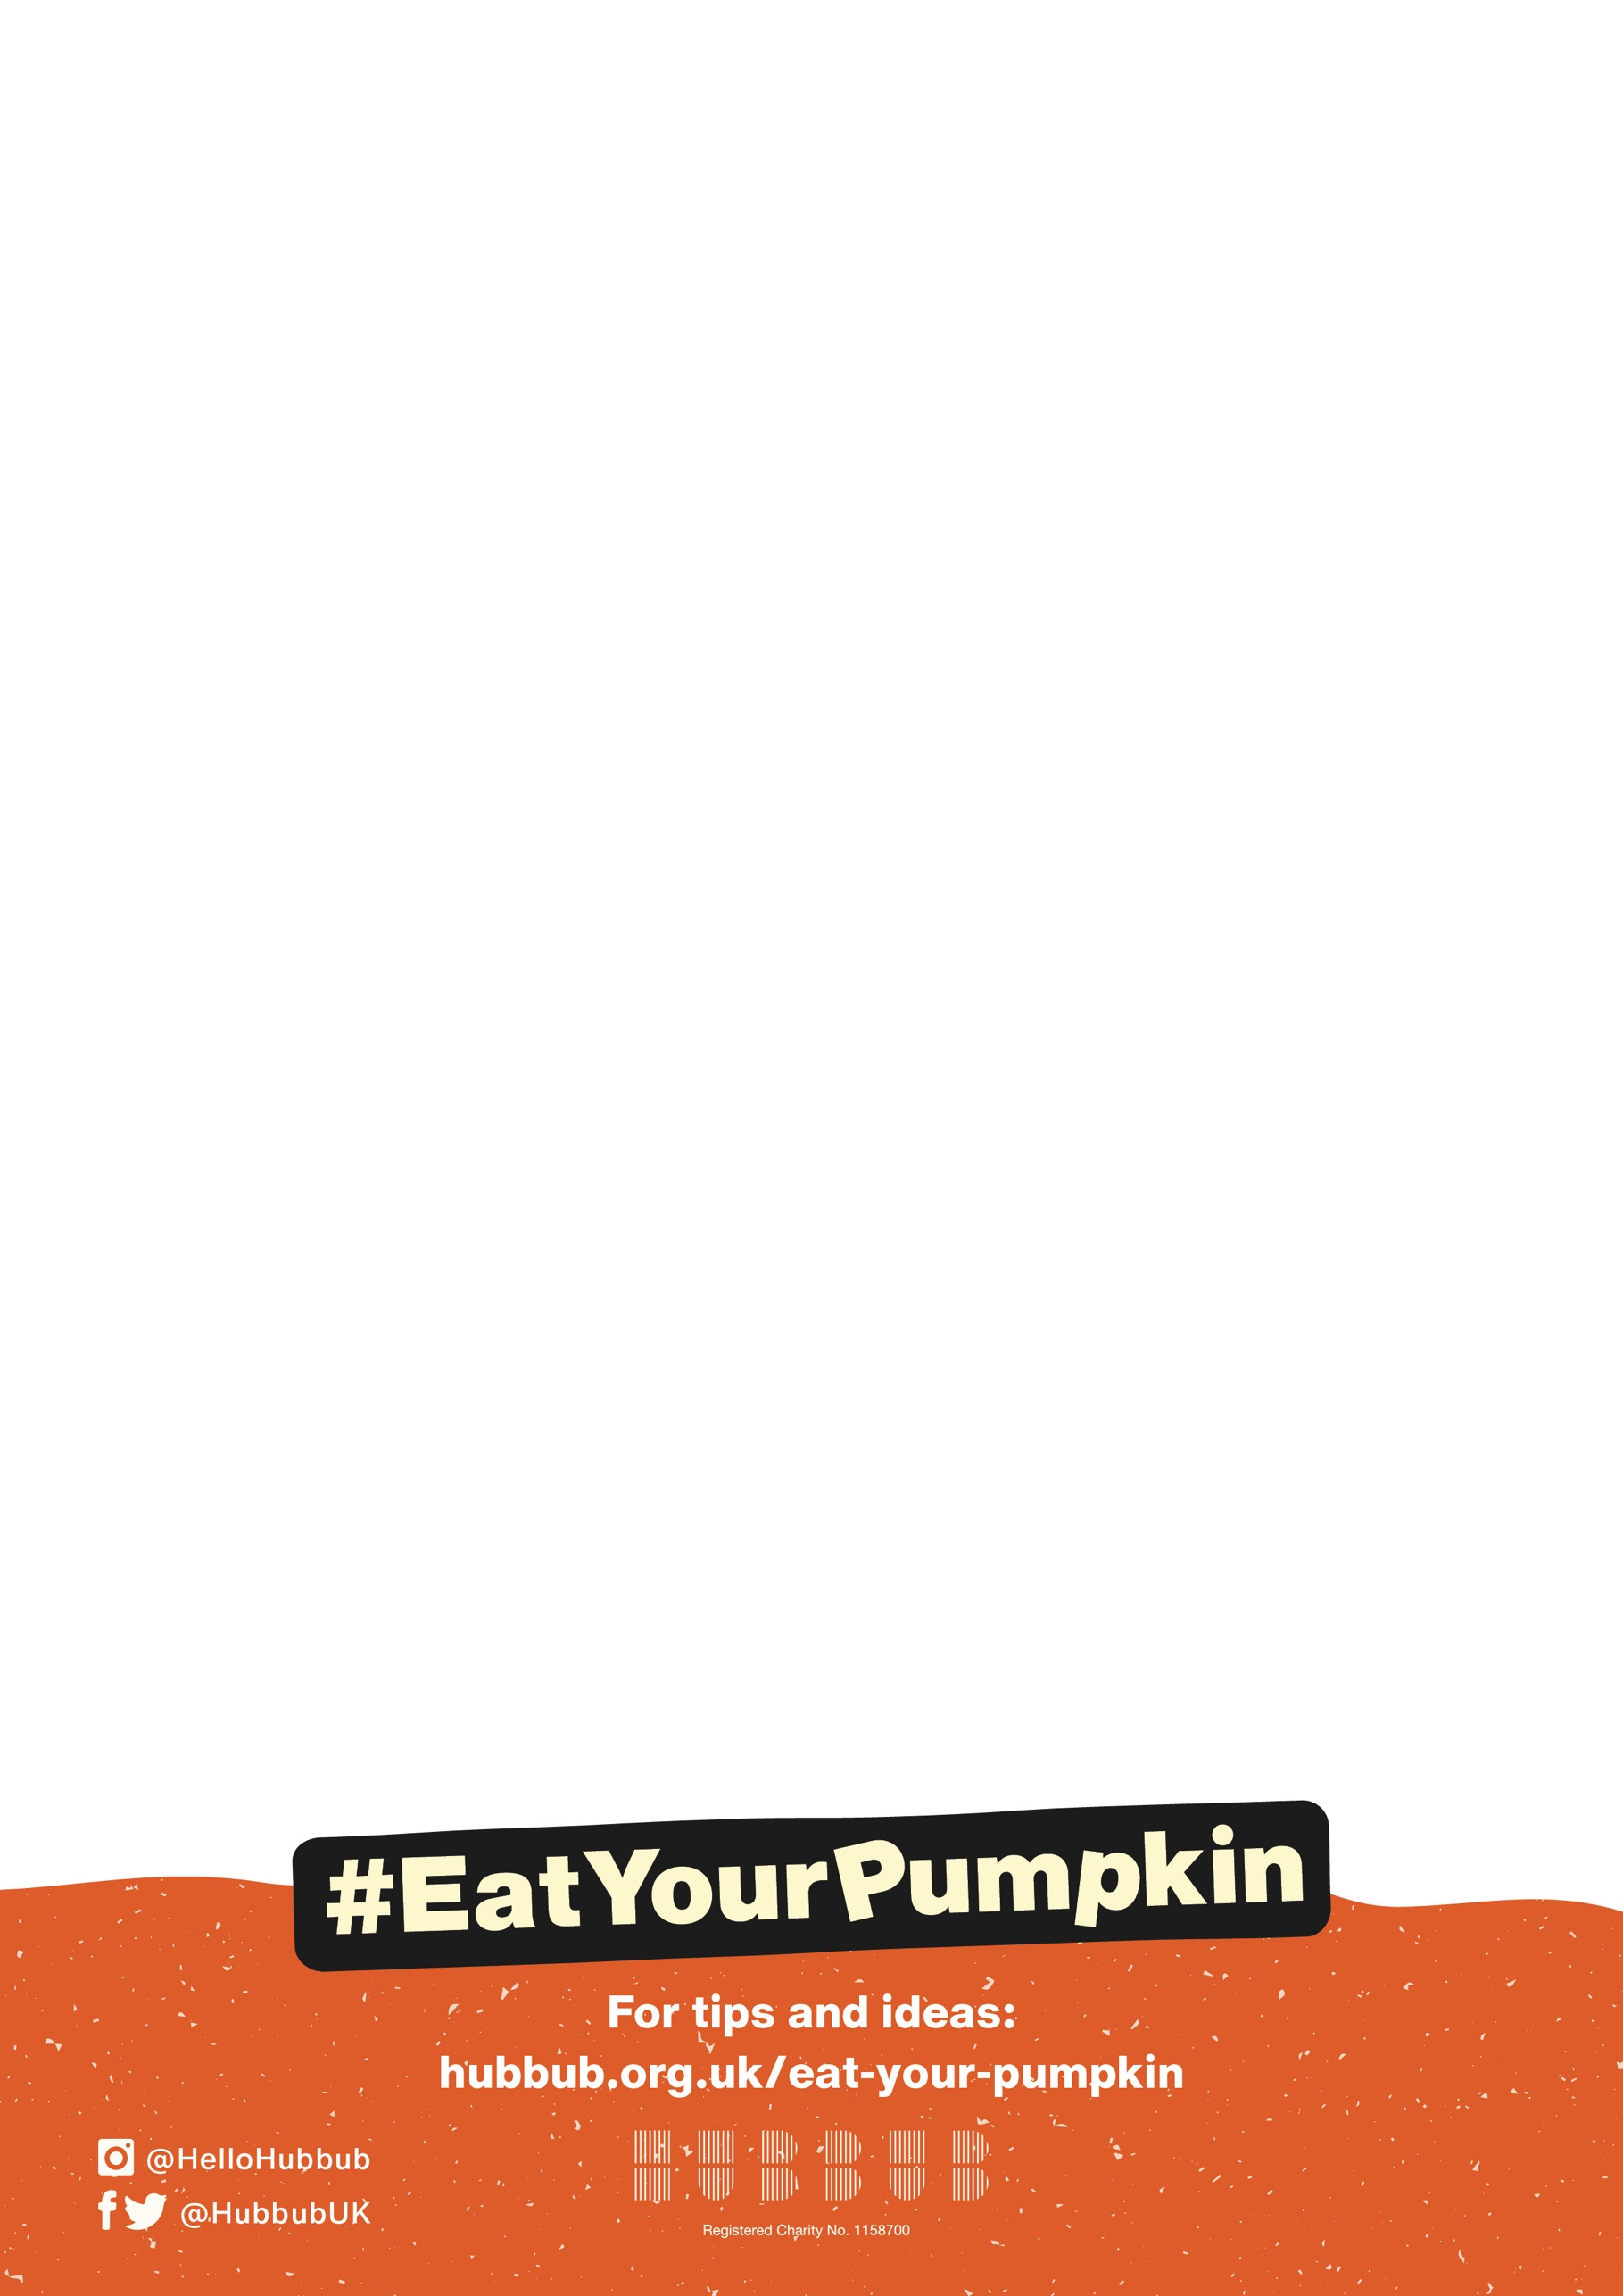 #EatYourPumpkin
For tips and ideas:
hubbub.org.uk/eat-your-pumpkin
@HelloHubbub
@HubbubUK
HUBBUB
Registered Charity No. 1158700